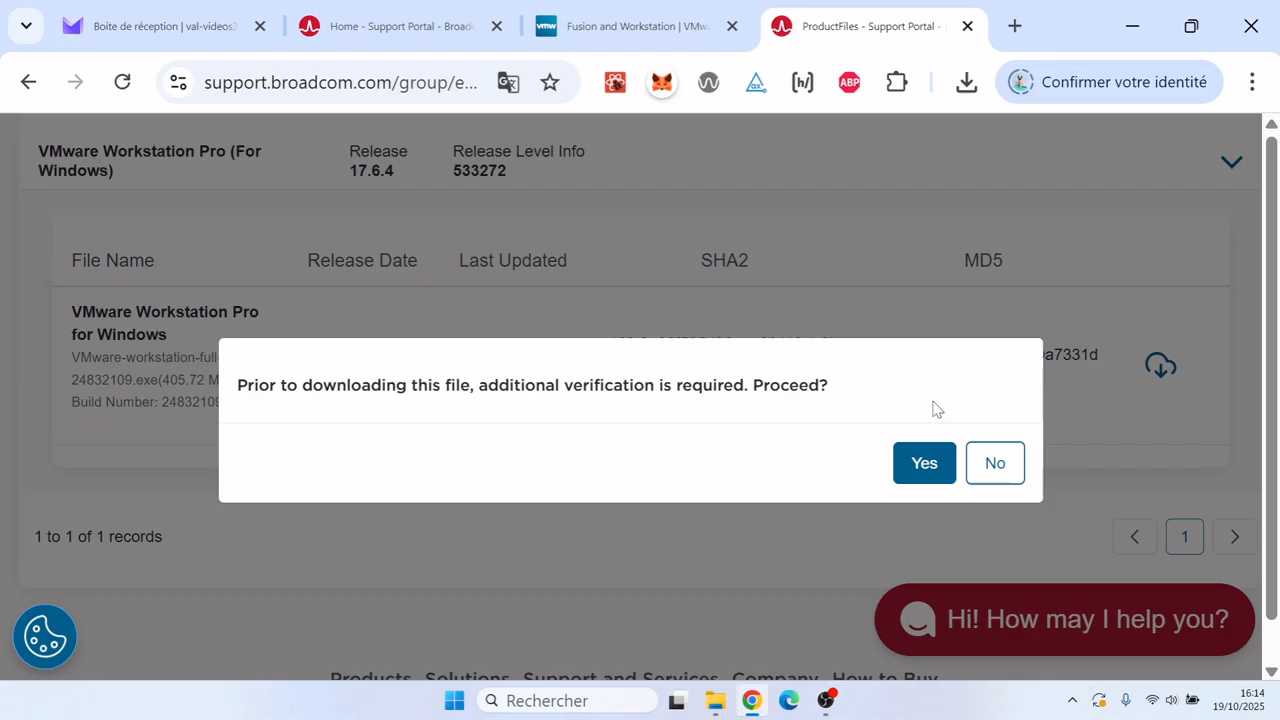 Boîte de réception | val-videos
Home - Support Portal - Broadc
Fusion and Workstation | VMw
ProductFiles - Support Portal -
support.broadcom.com/group/e...
Confirmer votre identité
VMware Workstation Pro (For Windows)
Release
17.6.4
Release Level Info
533272
File Name
Release Date
Last Updated
SHA2
MD5
VMware Workstation Pro
for Windows
VMware-workstation-full-
24832109.exe(405.72 M
Build Number: 24832109
a7331d
Prior to downloading this file, additional verification is required. Proceed?
Yes
No
1 to 1 of 1 records
1
Hi! How may I help you?
Products Solutions Support and Services Company How to Buy
Rechercher
16:14
19/10/2025
ABP
vmw